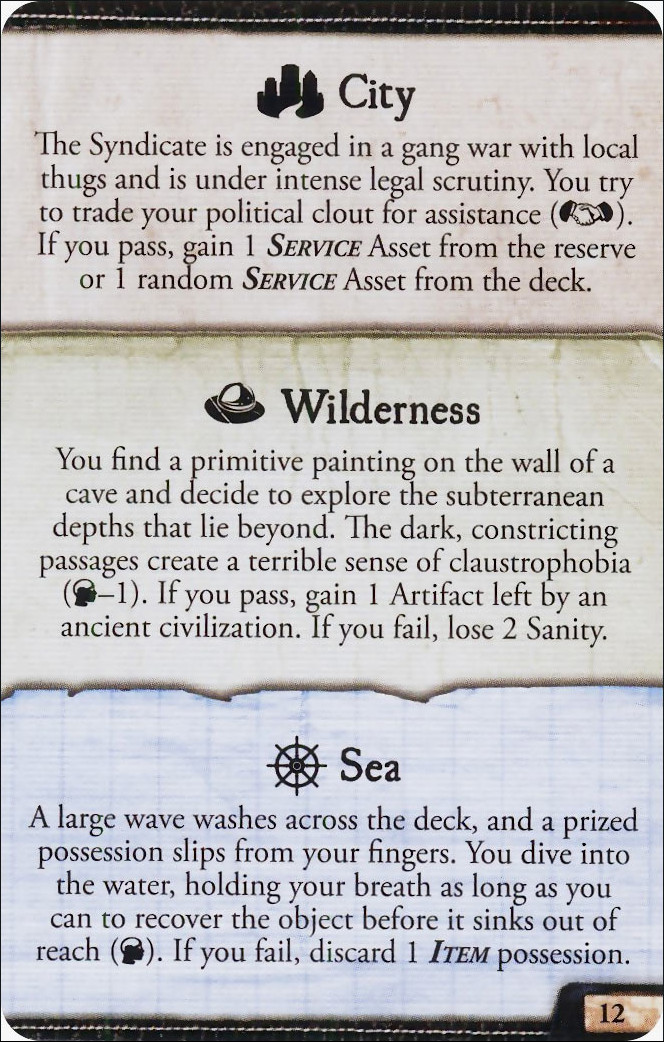 City
The Syndicate is engaged in a gang war with local
thugs and is under intense legal scrutiny. You try
to trade your political clout for assistance ( ).
If you pass, gain 1 SERVICE Asset from the reserve
or 1 random SERVICE Asset from the deck.
Wilderness
You find a primitive painting on the wall of a
cave and decide to explore the subterranean
depths that lie beyond. The dark, constricting
passages create a terrible sense of claustrophobia
( –1). If you pass, gain 1 Artifact left by an
ancient civilization. If you fail, lose 2 Sanity.
Sea
A large wave washes across the deck, and a prized
possession slips from your fingers. You dive into
the water, holding your breath as long as you
can to recover the object before it sinks out of
reach ( ). If you fail, discard 1 ITEM possession.
12